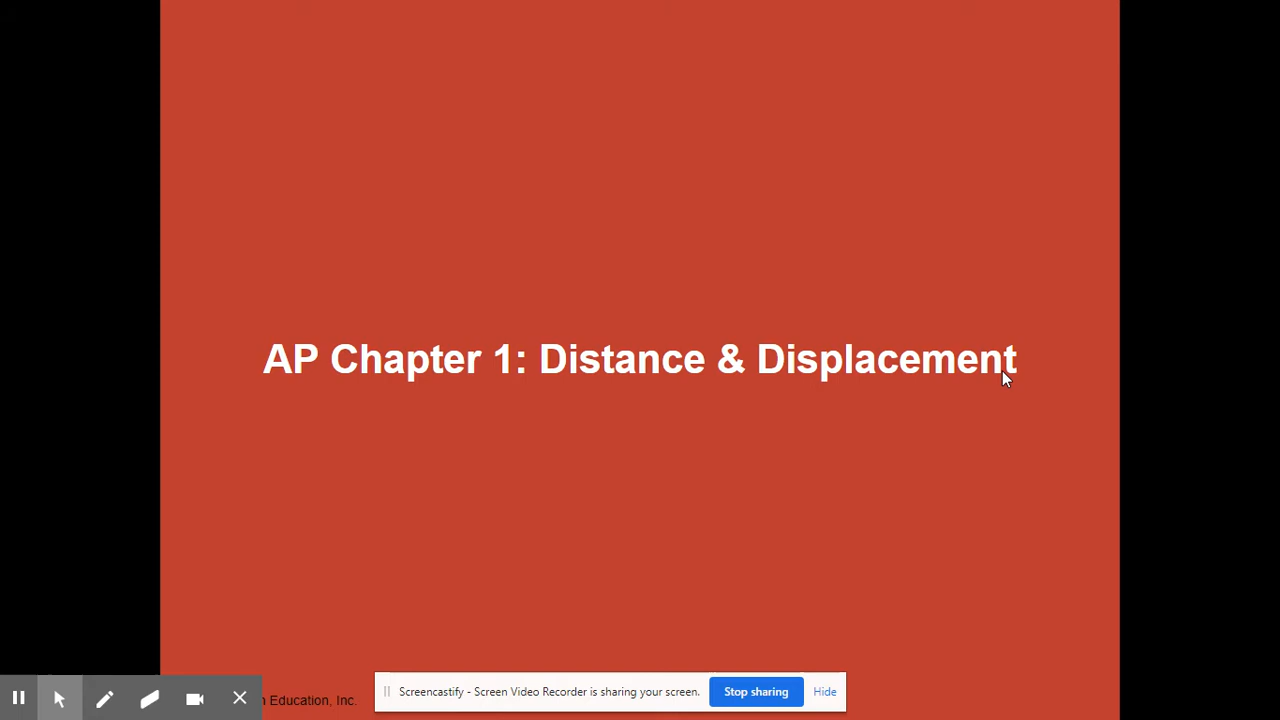 AP Chapter 1: Distance & Displacement
Education, Inc.
Screencastify - Screen Video Recorder is sharing your screen.
Stop sharing
Hide